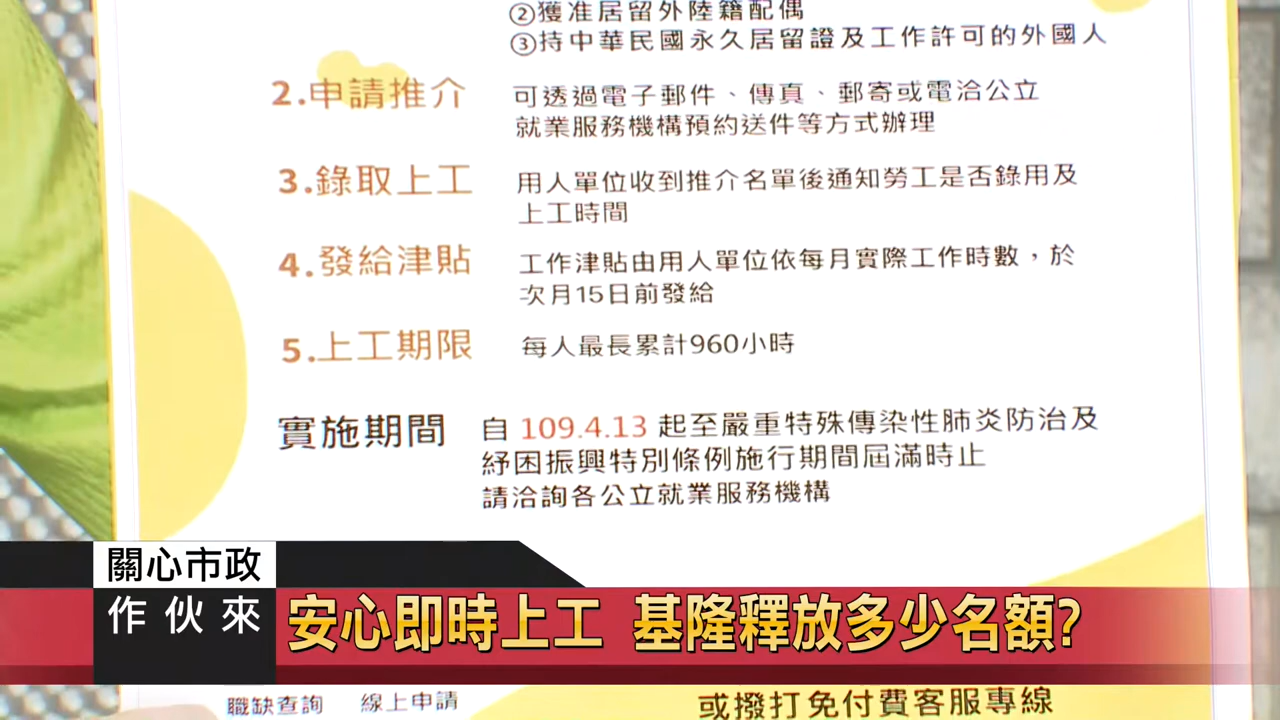 ②獲准居留外陸籍配偶
③持中華民國永久居留證及工作許可的外國人
2.申請推介 可透過電子郵件、傳真、郵寄或電洽公立
就業服務機構預約送件等方式辦理
3.錄取上工 用人單位收到推介名單後通知勞工是否錄用及
上工時間
4.發給津貼 工作津貼由用人單位依每月實際工作時數,於
次月15日前發給
5.上工期限 每人最長累計960小時
實施期間 自 109.4.13 起至嚴重特殊傳染性肺炎防治及
紓困振興特別條例施行期間屆滿時止
請洽詢各公立就業服務機構
關心市政
作伙來
安心即時上工 基隆釋放多少名額?
職缺查詢 線上申請 或撥打免付費客服專線